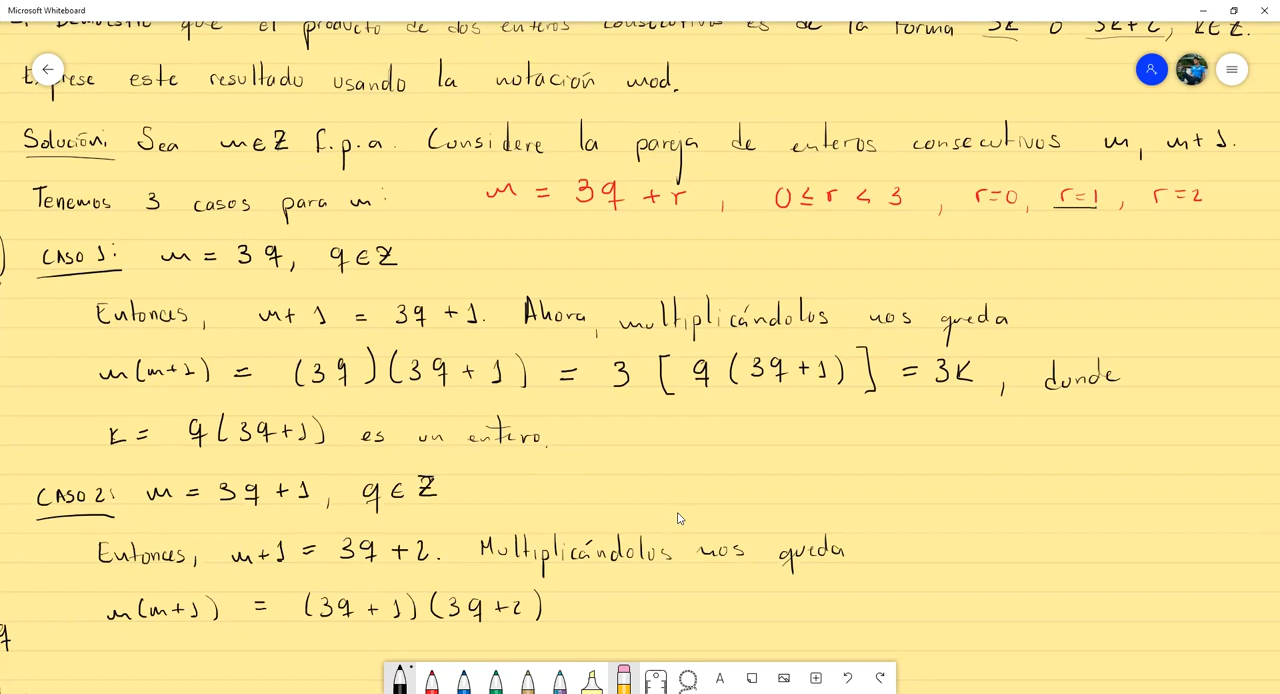 Microsoft Whiteboard
que el producto de dos enteros consecutivos es de la forma 3k o 3k+2, k∈ℤ.
este resultado usando la notación mod.
Solución: Sea m∈ℤ f.p.a. Considere la pareja de enteros consecutivos m, m+1.
Tenemos 3 casos para m: m = 3q + r, 0 ≤ r < 3, r=0, r=1, r=2
CASO 1: m = 3q, q∈ℤ
Entonces, m+1 = 3q+1. Ahora, multiplicándolos nos queda
m(m+1) = (3q)(3q+1) = 3[q(3q+1)] = 3K, donde
K = q(3q+1) es un entero.
CASO 2: m = 3q+1, q∈ℤ
Entonces, m+1 = 3q+2. Multiplicándolos nos queda
m(m+1) = (3q+1)(3q+2)
q
A